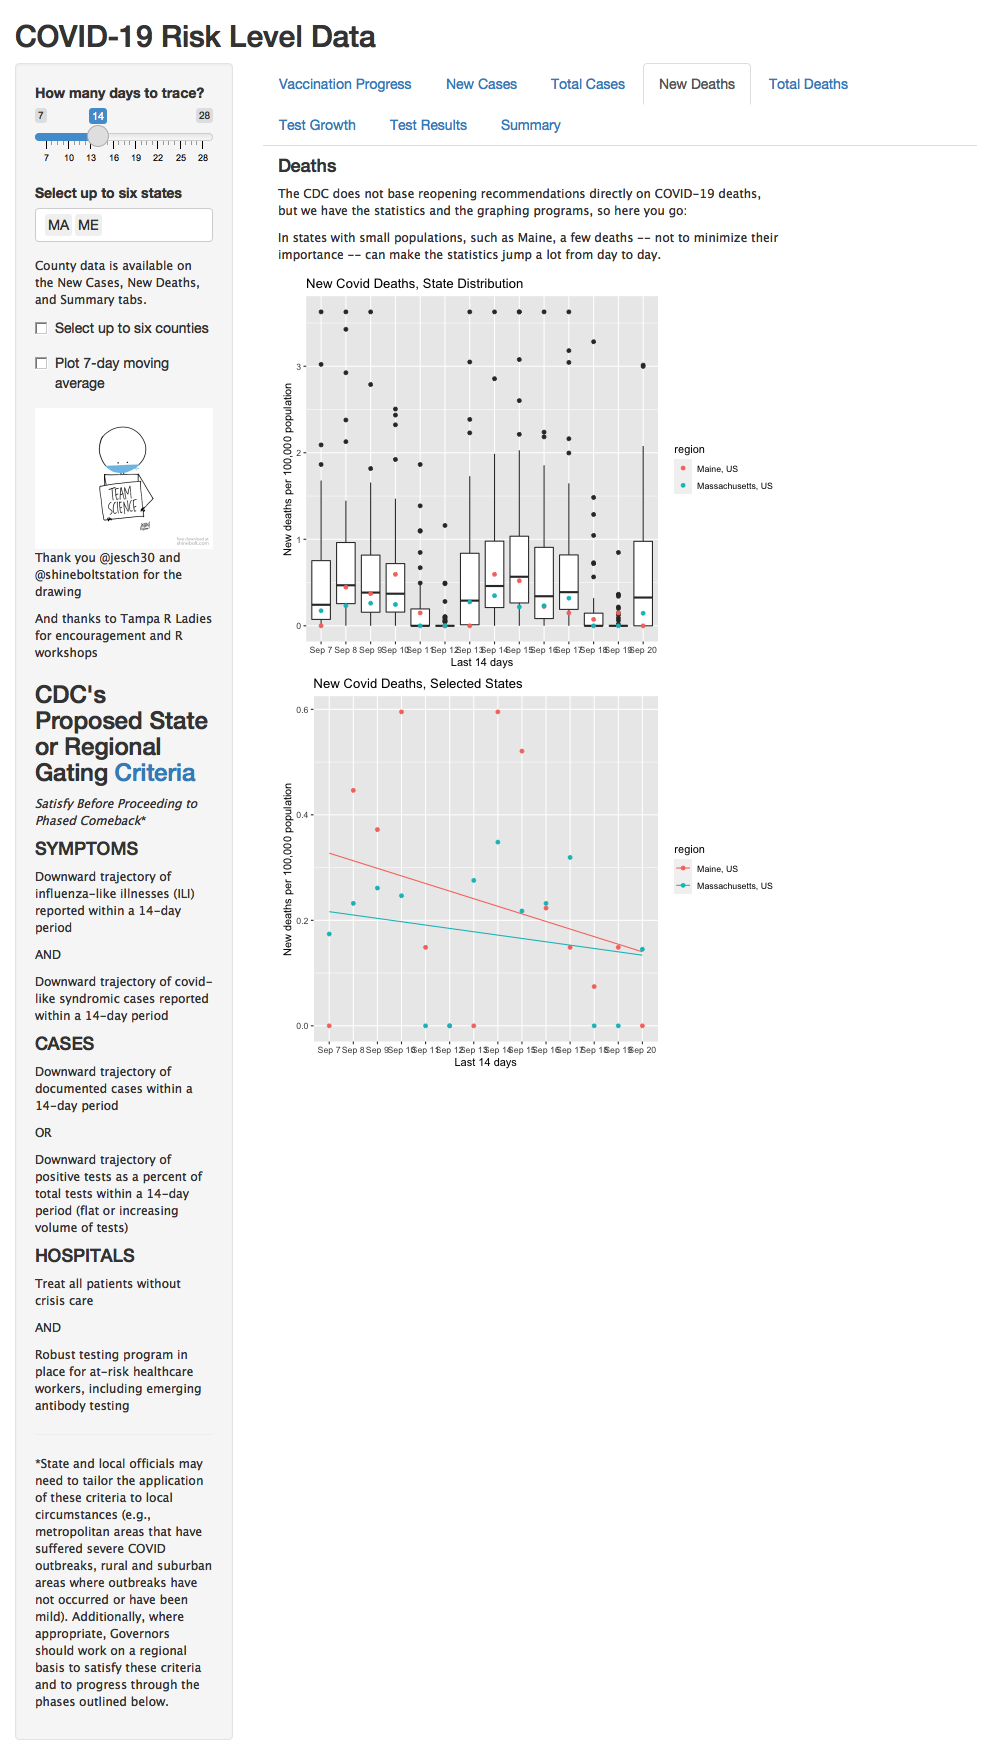 COVID-19 Risk Level Data
How many days to trace?
7 14 28
7 10 13 16 19 22 25 28
Select up to six states
MA ME
County data is available on
the New Cases, New Deaths,
and Summary tabs.
Select up to six counties
Plot 7-day moving
average
TEAM
SCIENCE
Thank you @jesch30 and
@shineboltstation for the
drawing
And thanks to Tampa R Ladies
for encouragement and R
workshops
CDC's
Proposed State
or Regional
Gating Criteria
Satisfy Before Proceeding to
Phased Comeback*
SYMPTOMS
Downward trajectory of
influenza-like illnesses (ILI)
reported within a 14-day
period
AND
Downward trajectory of covid-
like syndromic cases reported
within a 14-day period
CASES
Downward trajectory of
documented cases within a
14-day period
OR
Downward trajectory of
positive tests as a percent of
total tests within a 14-day
period (flat or increasing
volume of tests)
HOSPITALS
Treat all patients without
crisis care
AND
Robust testing program in
place for at-risk healthcare
workers, including emerging
antibody testing
*State and local officials may
need to tailor the application
of these criteria to local
circumstances (e.g.,
metropolitan areas that have
suffered severe COVID
outbreaks, rural and suburban
areas where outbreaks have
not occurred or have been
mild). Additionally, where
appropriate, Governors
should work on a regional
basis to satisfy these criteria
and to progress through the
phases outlined below.
Vaccination Progress New Cases Total Cases New Deaths Total Deaths
Test Growth Test Results Summary
Deaths
The CDC does not base reopening recommendations directly on COVID-19 deaths,
but we have the statistics and the graphing programs, so here you go:
In states with small populations, such as Maine, a few deaths -- not to minimize their
importance -- can make the statistics jump a lot from day to day.
New Covid Deaths, State Distribution
New deaths per 100,000 population
3
2
1
0
Sep 7 Sep 8 Sep 9 Sep 10 Sep 11 Sep 12 Sep 13 Sep 14 Sep 15 Sep 16 Sep 17 Sep 18 Sep 19 Sep 20
Last 14 days
region
Maine, US
Massachusetts, US
New Covid Deaths, Selected States
New deaths per 100,000 population
0.6
0.4
0.2
0.0
Sep 7 Sep 8 Sep 9 Sep 10 Sep 11 Sep 12 Sep 13 Sep 14 Sep 15 Sep 16 Sep 17 Sep 18 Sep 19 Sep 20
Last 14 days
region
Maine, US
Massachusetts, US